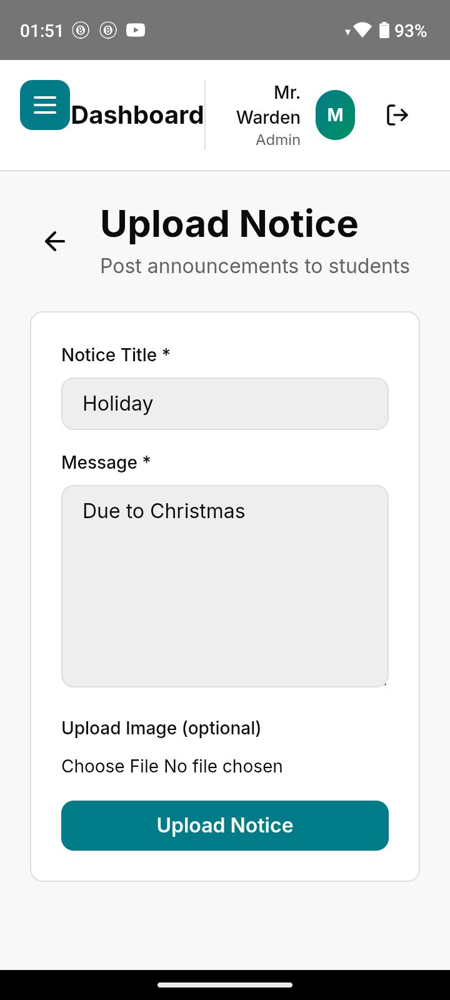 01:51 93%
Dashboard
Mr.
Warden
Admin
M
Upload Notice
Post announcements to students
Notice Title *
Holiday
Message *
Due to Christmas
Upload Image (optional)
Choose File No file chosen
Upload Notice